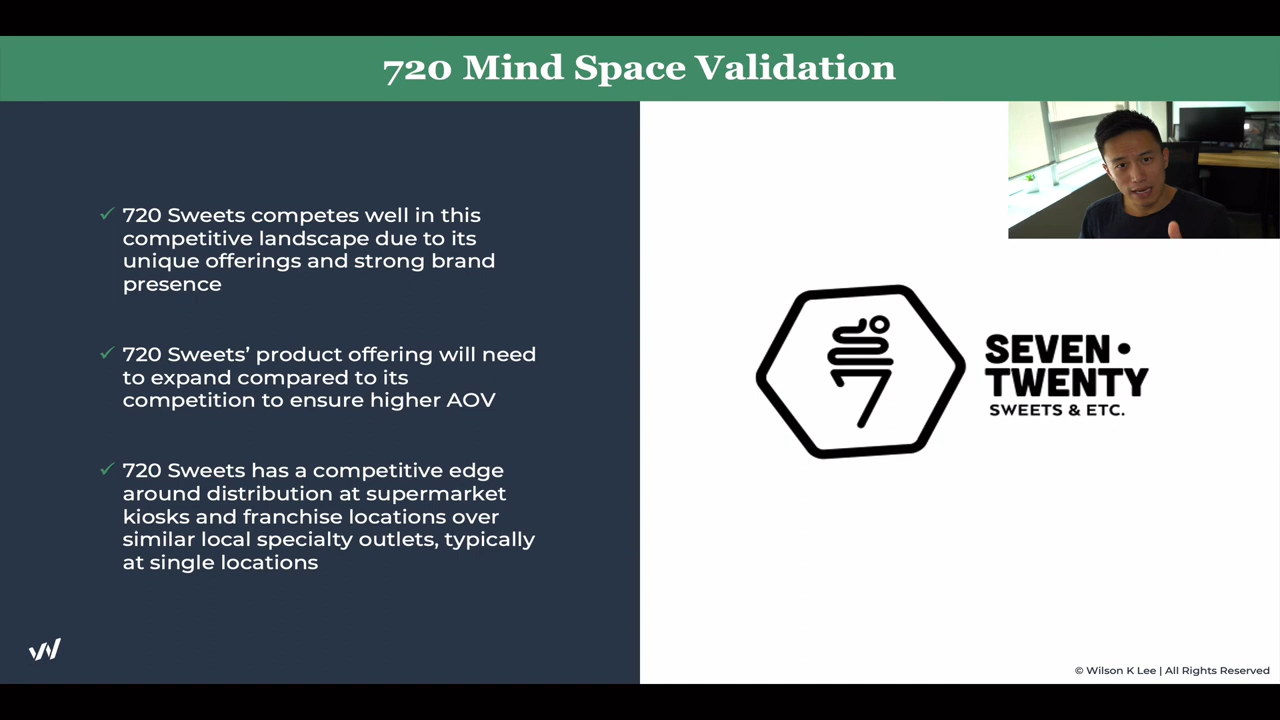 720 Mind Space Validation
✓ 720 Sweets competes well in this
competitive landscape due to its
unique offerings and strong brand
presence
✓ 720 Sweets’ product offering will need
to expand compared to its
competition to ensure higher AOV
✓ 720 Sweets has a competitive edge
around distribution at supermarket
kiosks and franchise locations over
similar local specialty outlets, typically
at single locations
7
SEVEN •
TWENTY
SWEETS & ETC.
© Wilson K Lee | All Rights Reserved